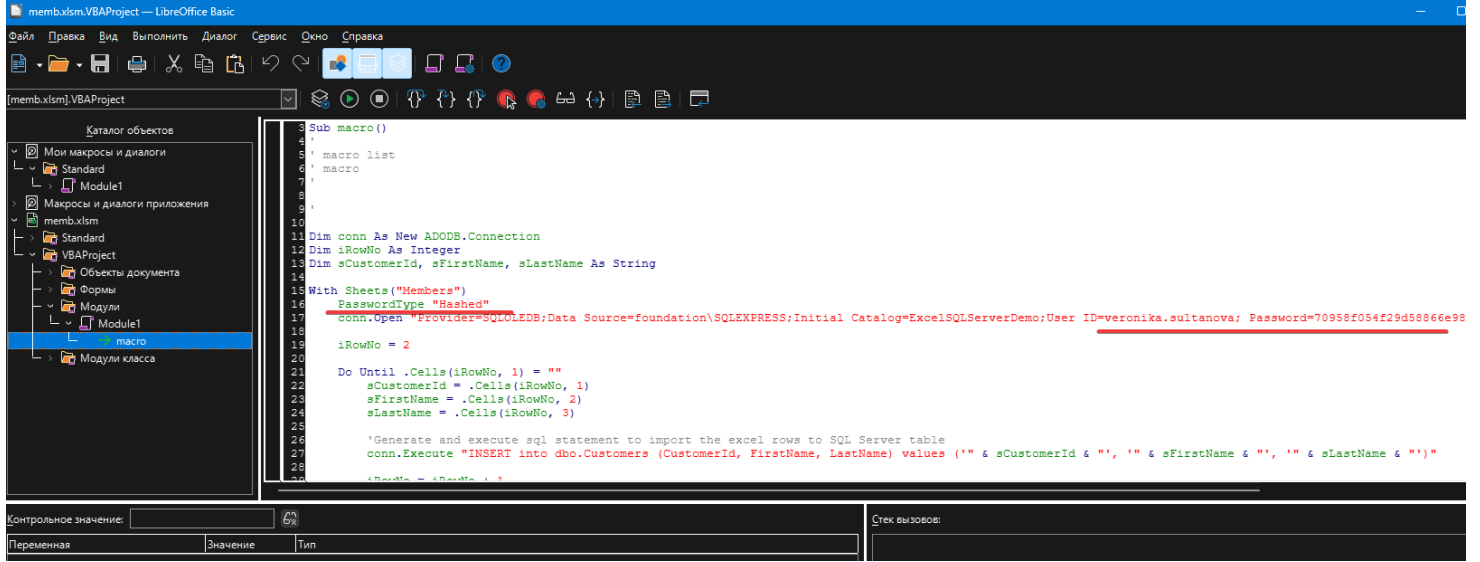 memb.xlsm.VBAProject — LibreOffice Basic
Файл Правка Вид Выполнить Диалог Сервис Окно Справка
[memb.xlsm].VBAProject
Каталог объектов
Мои макросы и диалоги
Standard
Module1
Макросы и диалоги приложения
memb.xlsm
Standard
VBAProject
Объекты документа
Формы
Модули
Module1
macro
Модули класса
3 Sub macro()
4 '
5 ' macro list
6 ' macro
7 '
8
9 '
10
11 Dim conn As New ADODB.Connection
12 Dim iRowNo As Integer
13 Dim sCustomerId, sFirstName, sLastName As String
14
15 With Sheets("Members")
16 PasswordType "Hashed"
17 conn.Open "Provider=SQLOLEDB;Data Source=foundation\SQLEXPRESS;Initial Catalog=ExcelSQLServerDemo;User ID=veronika.sultanova; Password=70958f054f29d58866e98
18
19 iRowNo = 2
20
21 Do Until .Cells(iRowNo, 1) = ""
22 sCustomerId = .Cells(iRowNo, 1)
23 sFirstName = .Cells(iRowNo, 2)
24 sLastName = .Cells(iRowNo, 3)
25
26 'Generate and execute sql statement to import the excel rows to SQL Server table
27 conn.Execute "INSERT into dbo.Customers (CustomerId, FirstName, LastName) values ('" & sCustomerId & "', '" & sFirstName & "', '" & sLastName & "')"
28
29 iRowNo = iRowNo + 1
Контрольное значение:
Стек вызовов:
Переменная Значение Тип